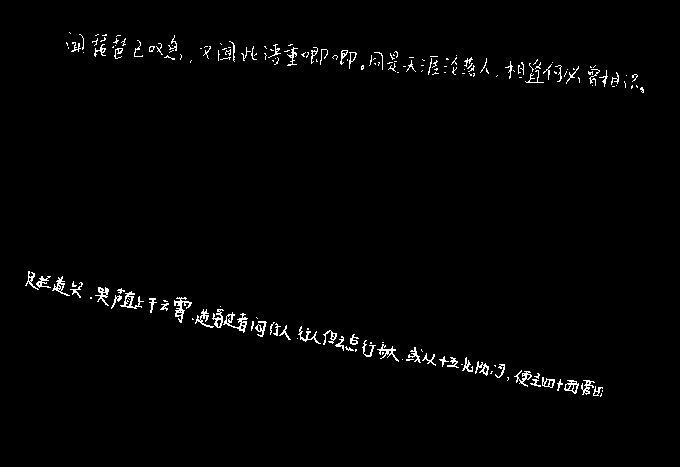 闻琵琶已叹息,又闻此语重唧唧。同是天涯沦落人,相逢何必曾相识。
足拦道哭,哭声直上干云霄,道旁过者问行人,行人但云点行频,或从十五北防河,便至四十西营田